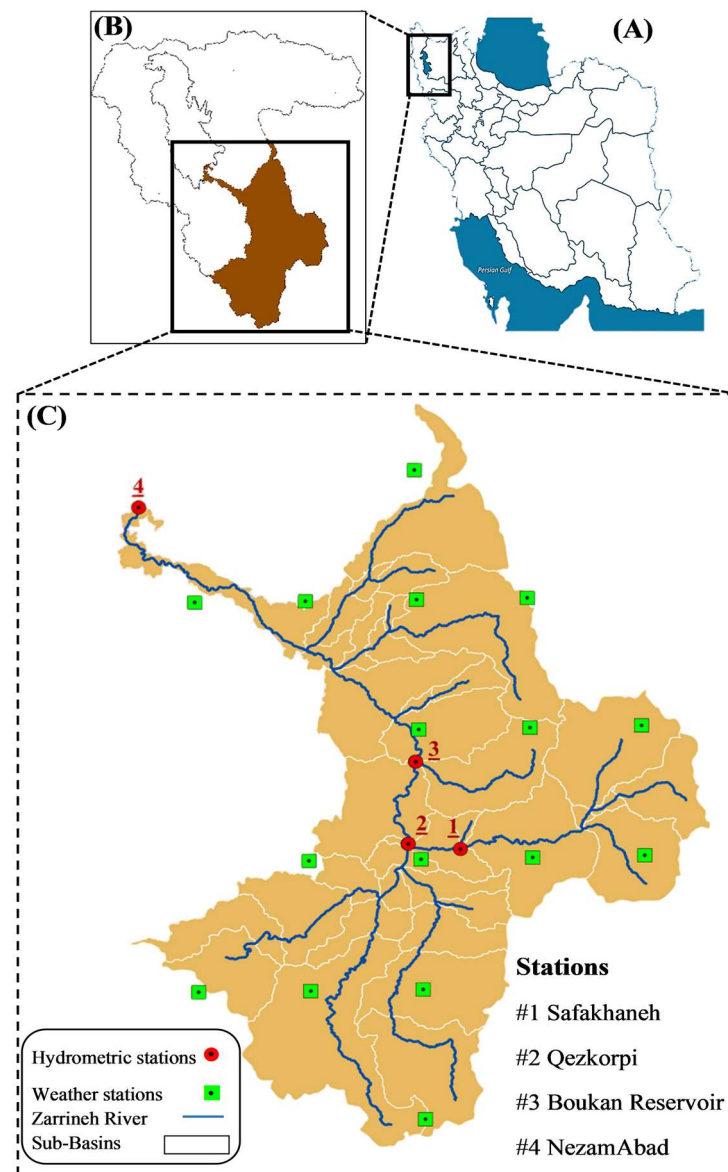 (B)
(A)
Persian Gulf
(C)
4
3
2
1
Stations
#1 Safakhaneh
#2 Qezkorpi
#3 Boukan Reservoir
#4 NezamAbad
Hydrometric stations
Weather stations
Zarrineh River
Sub-Basins